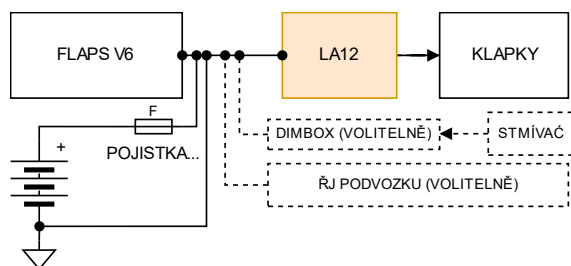 FLAPS V6
LA12
KLAPKY
F
+
POJISTKA...
DIMBOX (VOLITELNĚ)
STMÍVAČ
ŘJ PODVOZKU (VOLITELNĚ)